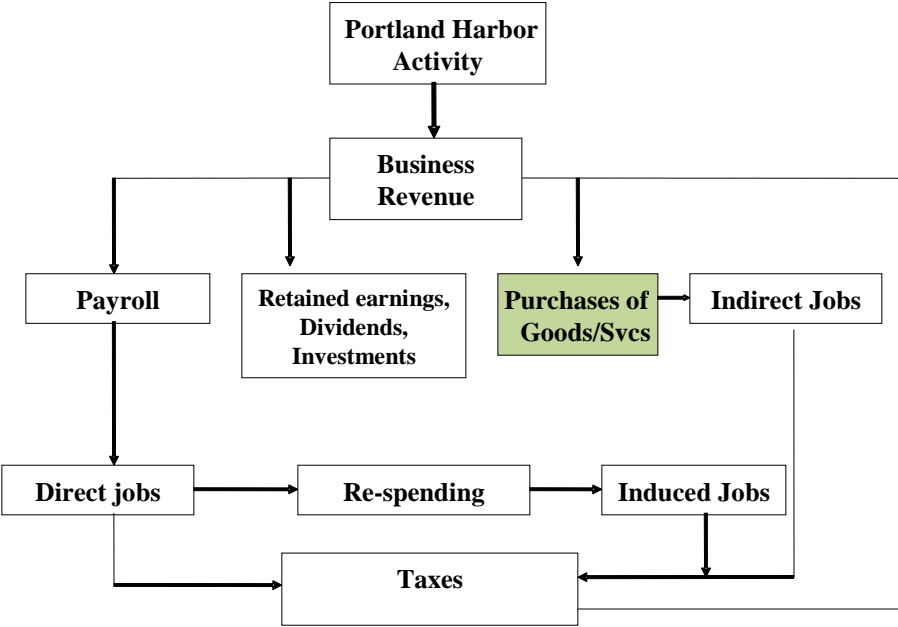 Portland Harbor
Activity
Business
Revenue
Payroll
Retained earnings,
Dividends,
Investments
Purchases of
Goods/Svcs
Indirect Jobs
Direct jobs
Re-spending
Induced Jobs
Taxes